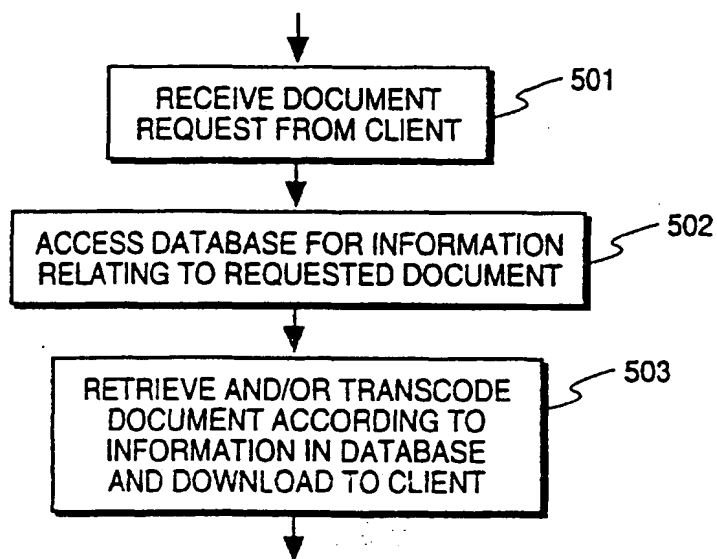 RECEIVE DOCUMENT
REQUEST FROM CLIENT
501
ACCESS DATABASE FOR INFORMATION
RELATING TO REQUESTED DOCUMENT
502
RETRIEVE AND/OR TRANSCODE
DOCUMENT ACCORDING TO
INFORMATION IN DATABASE
AND DOWNLOAD TO CLIENT
503